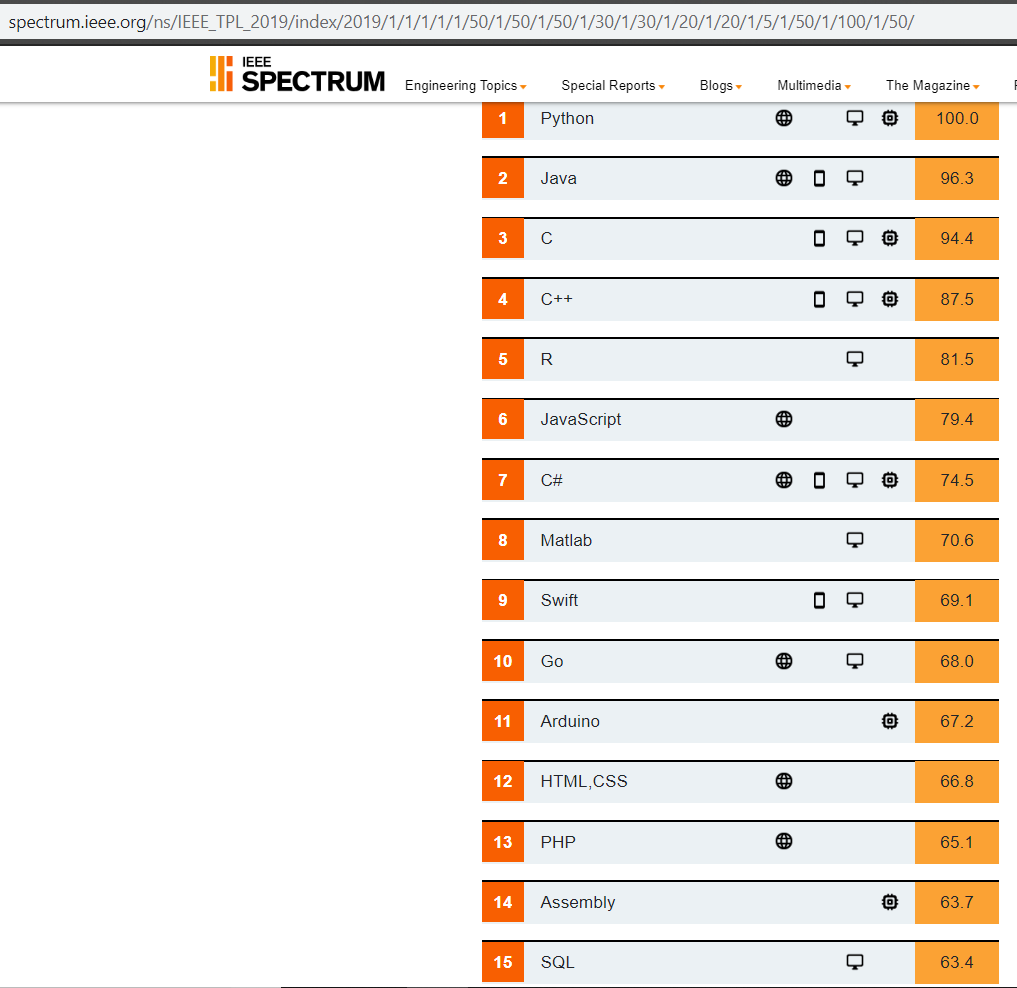 spectrum.ieee.org/ns/IEEE_TPL_2019/index/2019/1/1/1/1/1/50/1/50/1/50/1/30/1/30/1/20/1/20/1/5/1/50/1/100/1/50/
IEEE
SPECTRUM
Engineering Topics Special Reports Blogs Multimedia The Magazine
1 Python 100.0
2 Java 96.3
3 C 94.4
4 C++ 87.5
5 R 81.5
6 JavaScript 79.4
7 C# 74.5
8 Matlab 70.6
9 Swift 69.1
10 Go 68.0
11 Arduino 67.2
12 HTML,CSS 66.8
13 PHP 65.1
14 Assembly 63.7
15 SQL 63.4